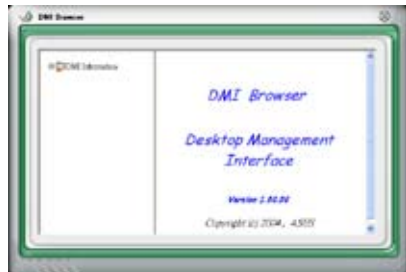 DMI Browser
DMI Information
DMI Browser
Desktop Management
Interface
Version 1.00.00
Copyright (c) 2004, ASUS